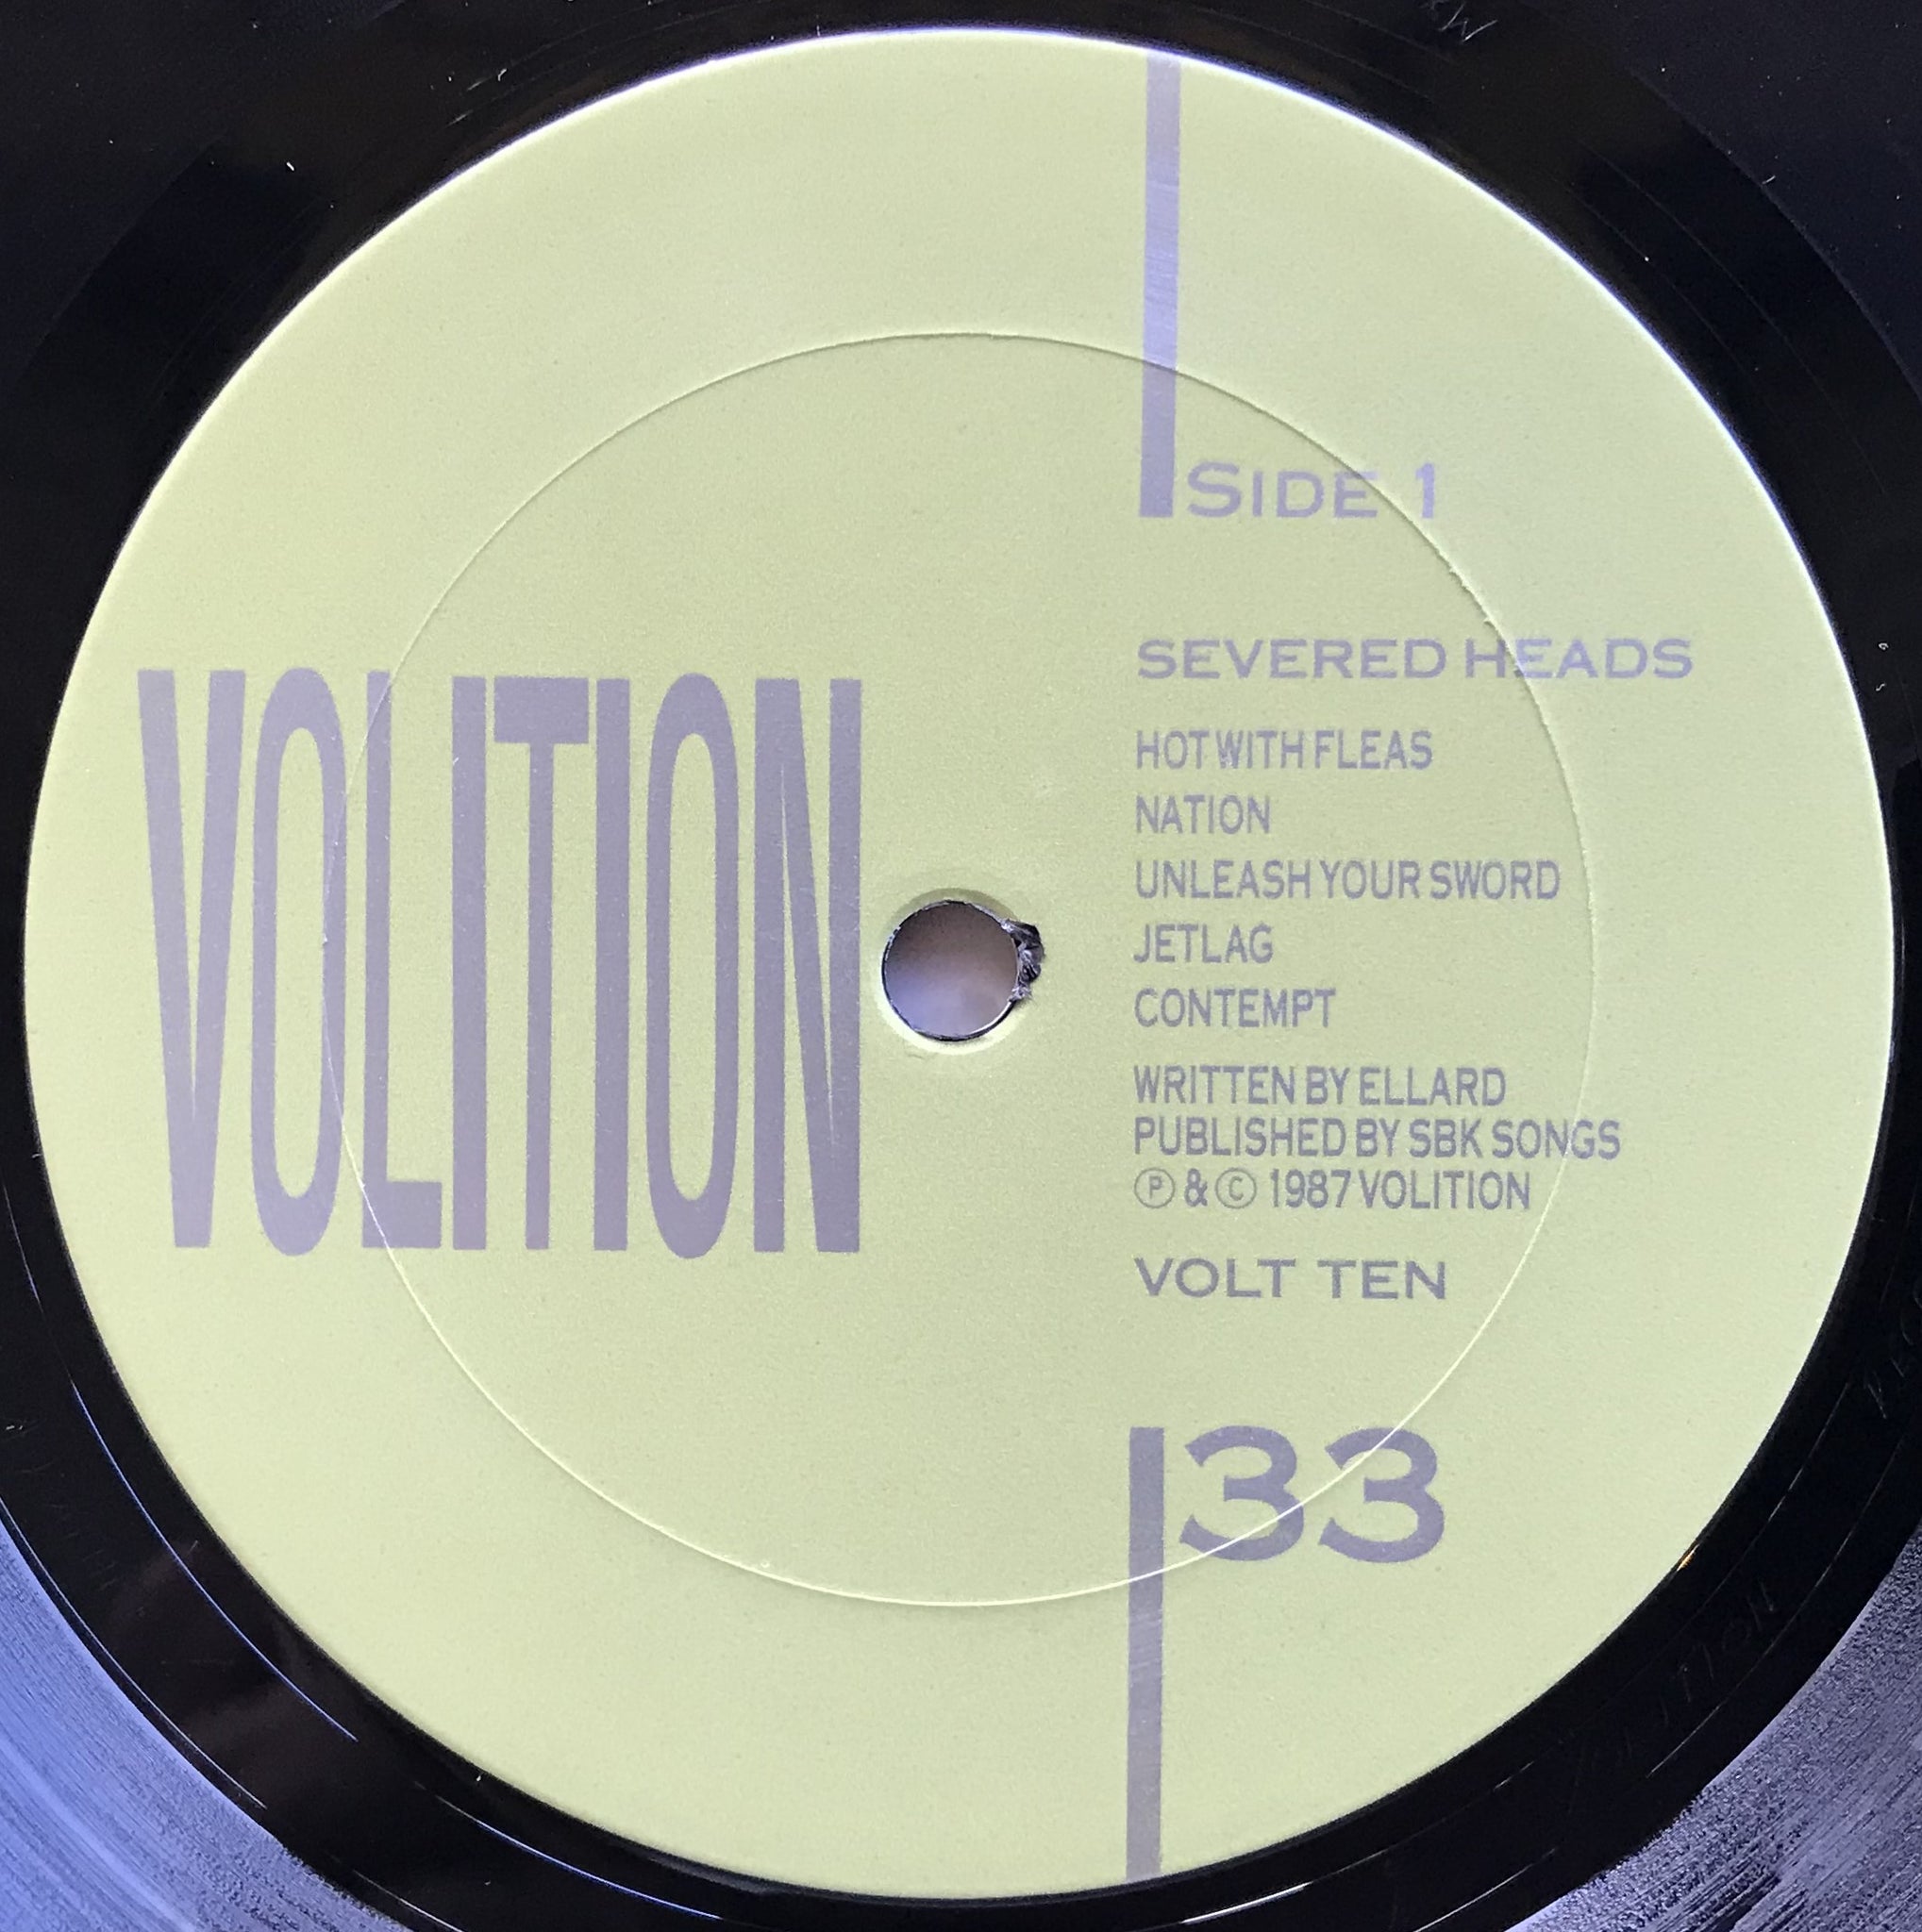 VOLITION
SIDE 1
SEVERED HEADS
HOT WITH FLEAS
NATION
UNLEASH YOUR SWORD
JETLAG
CONTEMPT
WRITTEN BY ELLARD
PUBLISHED BY SBK SONGS
Ⓟ & © 1987 VOLITION
VOLT TEN
33